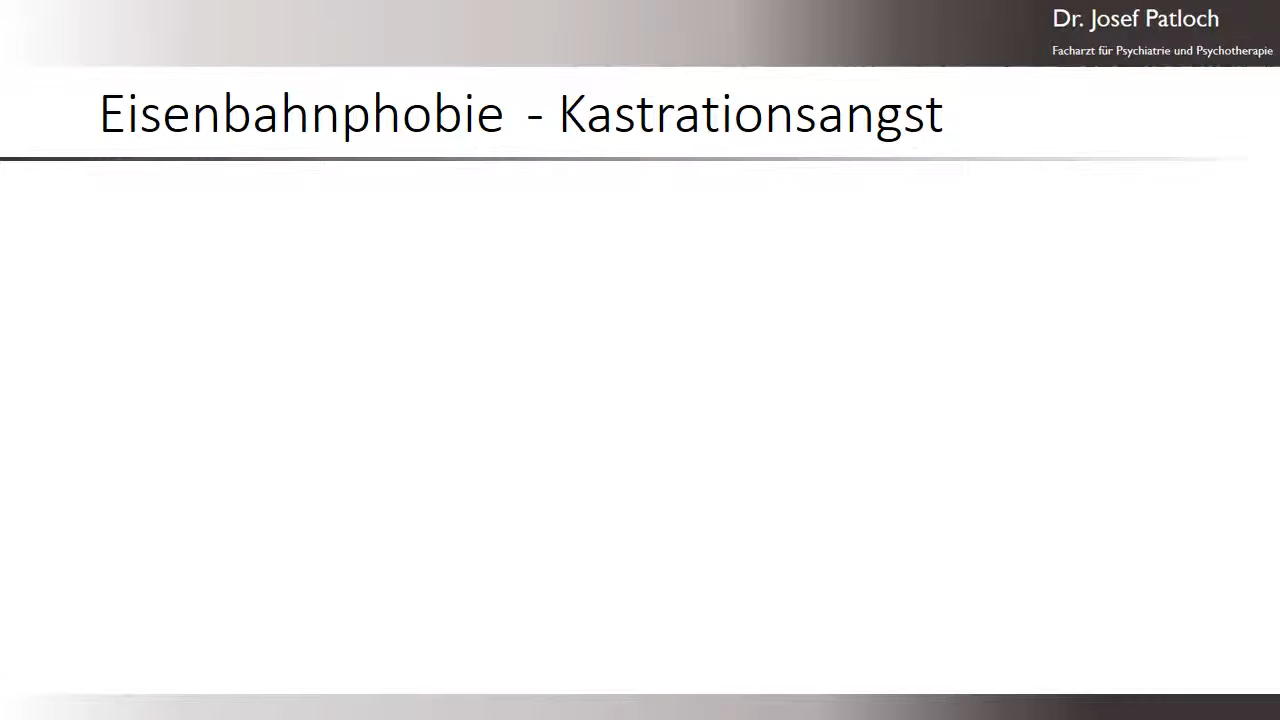 Dr. Josef Patloch
Facharzt für Psychiatrie und Psychotherapie
Eisenbahnphobie - Kastrationsangst